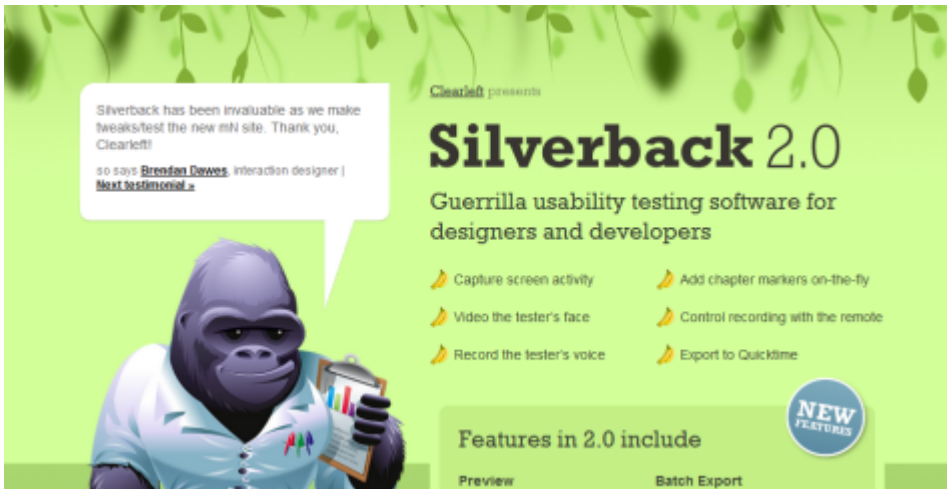 Silverback has been invaluable as we make
tweaks/test the new mN site. Thank you,
Clearleft!
so says Brendan Dawes, interaction designer |
Next testimonial »
Clearleft presents
Silverback 2.0
Guerrilla usability testing software for
designers and developers
Capture screen activity
Add chapter markers on-the-fly
Video the tester's face
Control recording with the remote
Record the tester's voice
Export to Quicktime
NEW
FEATURES
Features in 2.0 include
Preview
Batch Export